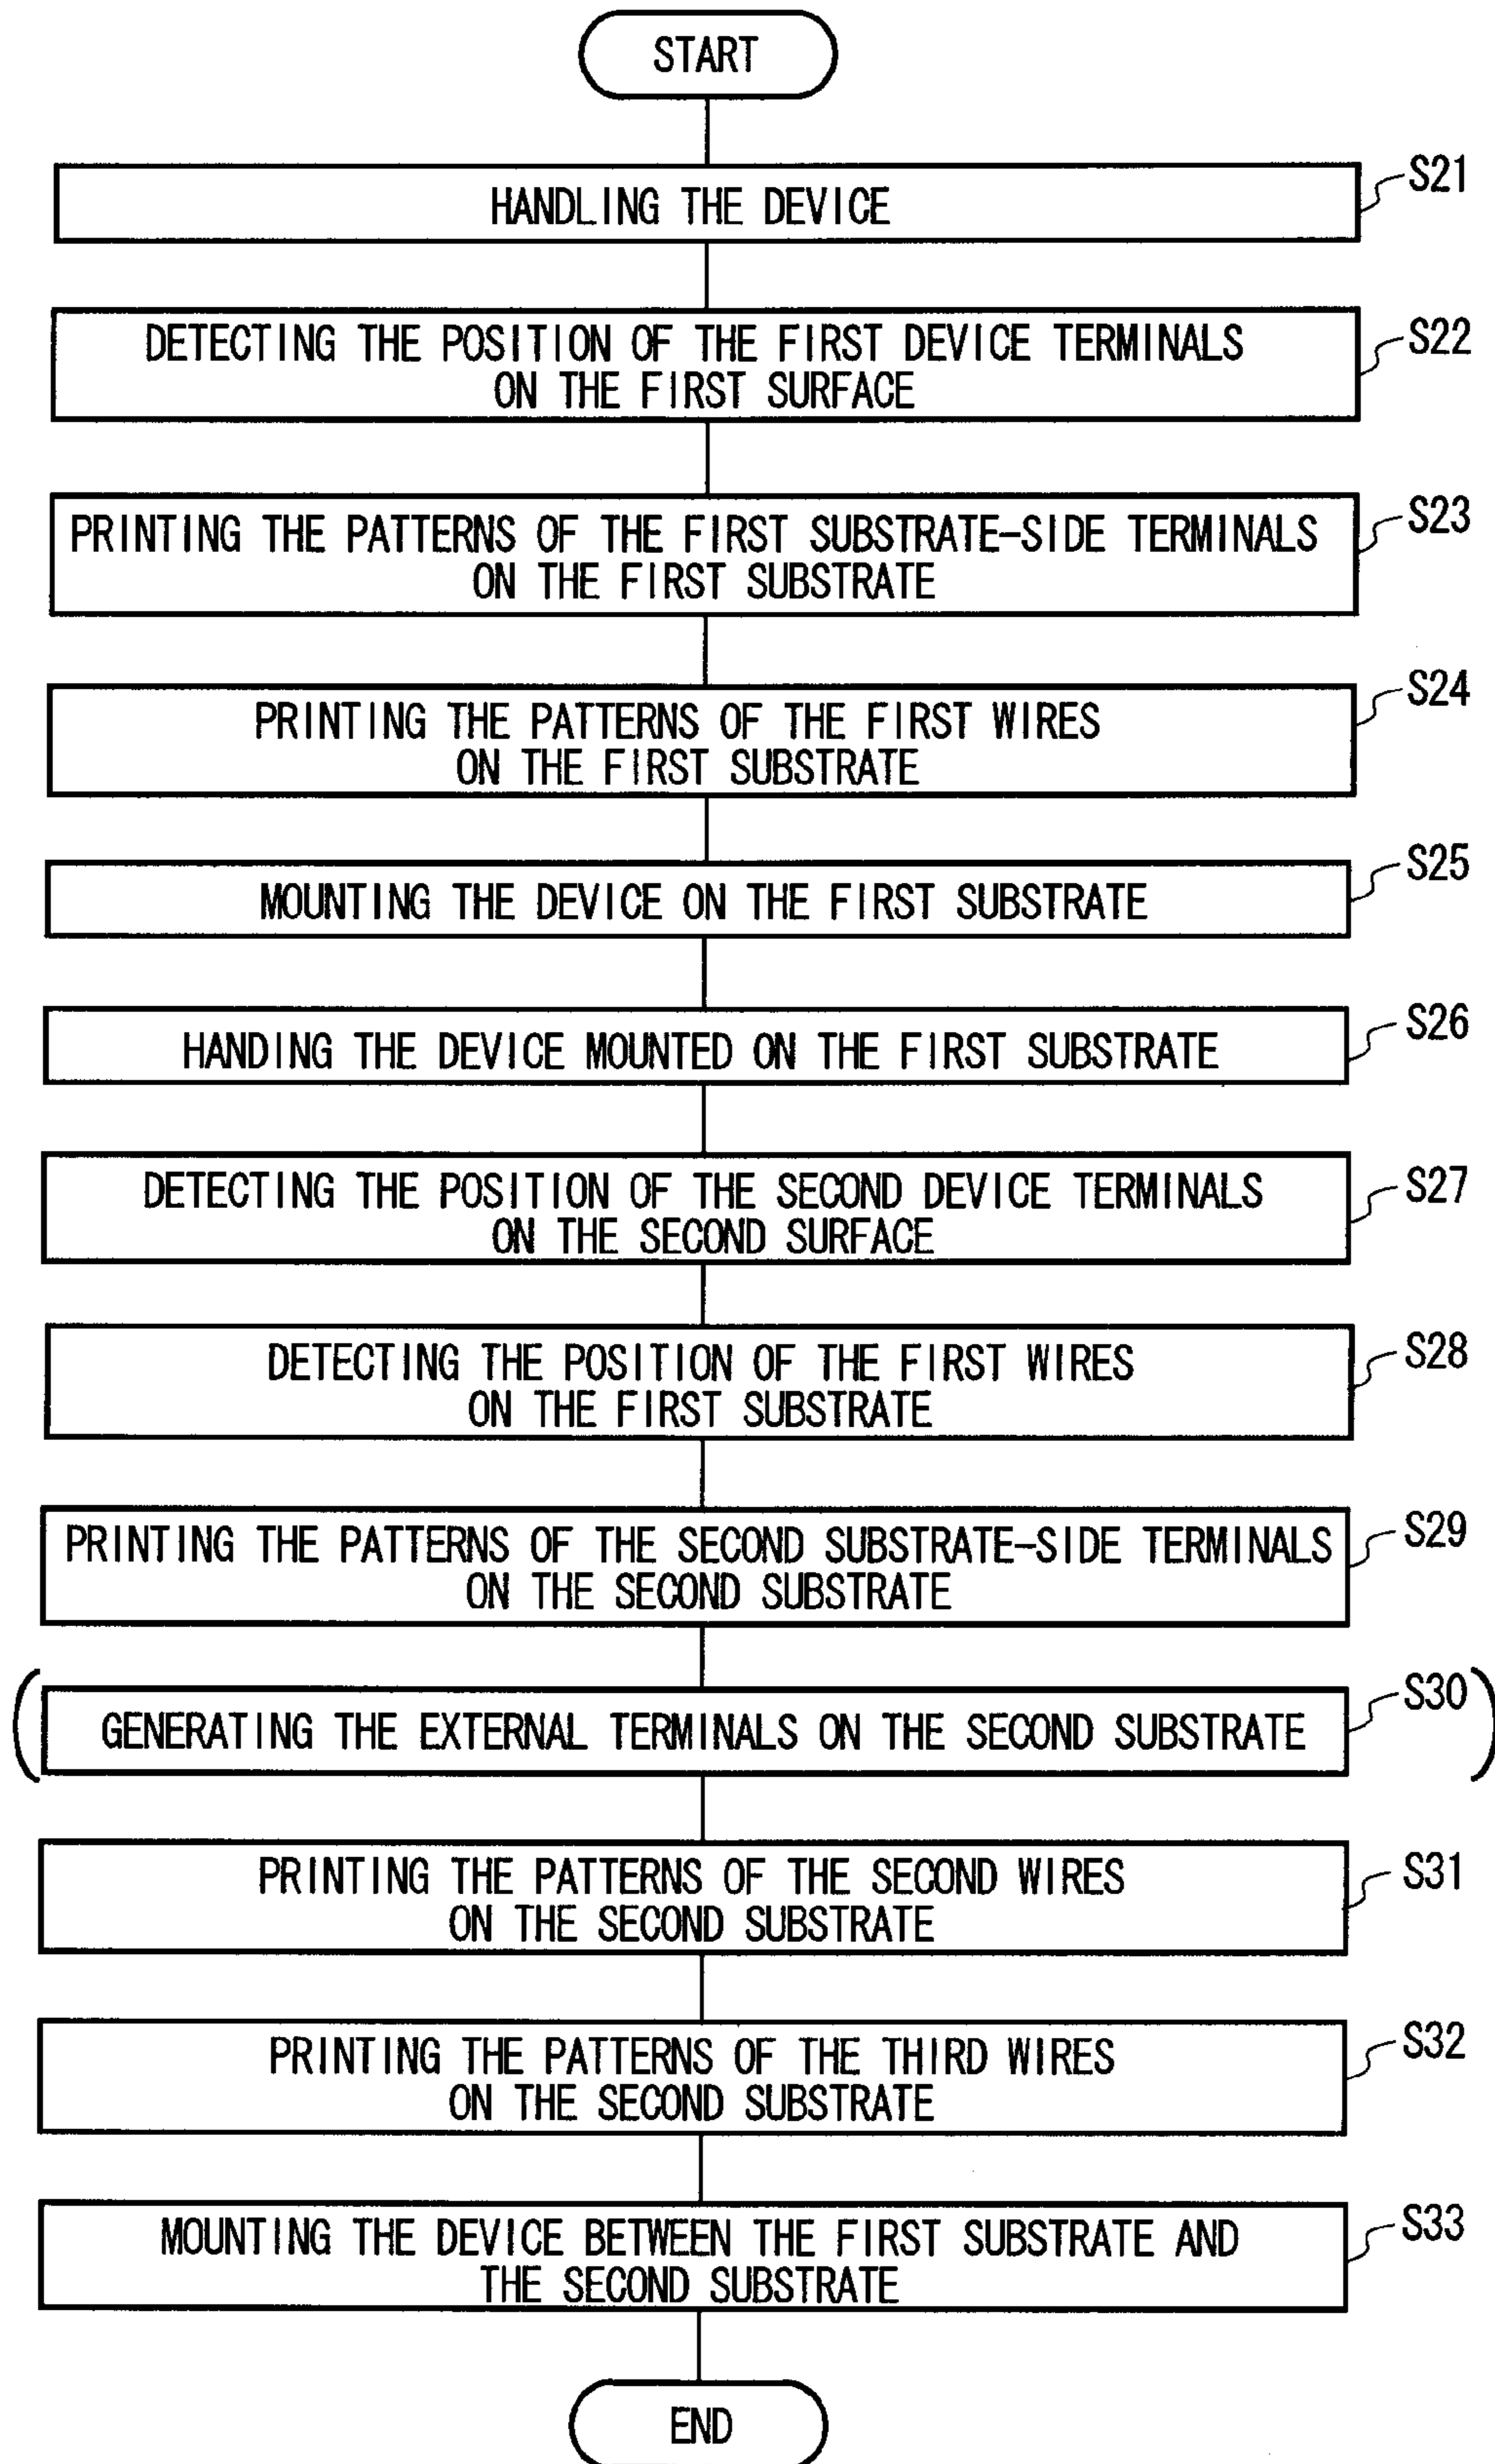 START
S21
HANDLING THE DEVICE
S22
DETECTING THE POSITION OF THE FIRST DEVICE TERMINALS
ON THE FIRST SURFACE
S23
PRINTING THE PATTERNS OF THE FIRST SUBSTRATE-SIDE TERMINALS
ON THE FIRST SUBSTRATE
S24
PRINTING THE PATTERNS OF THE FIRST WIRES
ON THE FIRST SUBSTRATE
S25
MOUNTING THE DEVICE ON THE FIRST SUBSTRATE
S26
HANDING THE DEVICE MOUNTED ON THE FIRST SUBSTRATE
S27
DETECTING THE POSITION OF THE SECOND DEVICE TERMINALS
ON THE SECOND SURFACE
S28
DETECTING THE POSITION OF THE FIRST WIRES
ON THE FIRST SUBSTRATE
S29
PRINTING THE PATTERNS OF THE SECOND SUBSTRATE-SIDE TERMINALS
ON THE SECOND SUBSTRATE
S30
GENERATING THE EXTERNAL TERMINALS ON THE SECOND SUBSTRATE
S31
PRINTING THE PATTERNS OF THE SECOND WIRES
ON THE SECOND SUBSTRATE
S32
PRINTING THE PATTERNS OF THE THIRD WIRES
ON THE SECOND SUBSTRATE
S33
MOUNTING THE DEVICE BETWEEN THE FIRST SUBSTRATE AND
THE SECOND SUBSTRATE
END